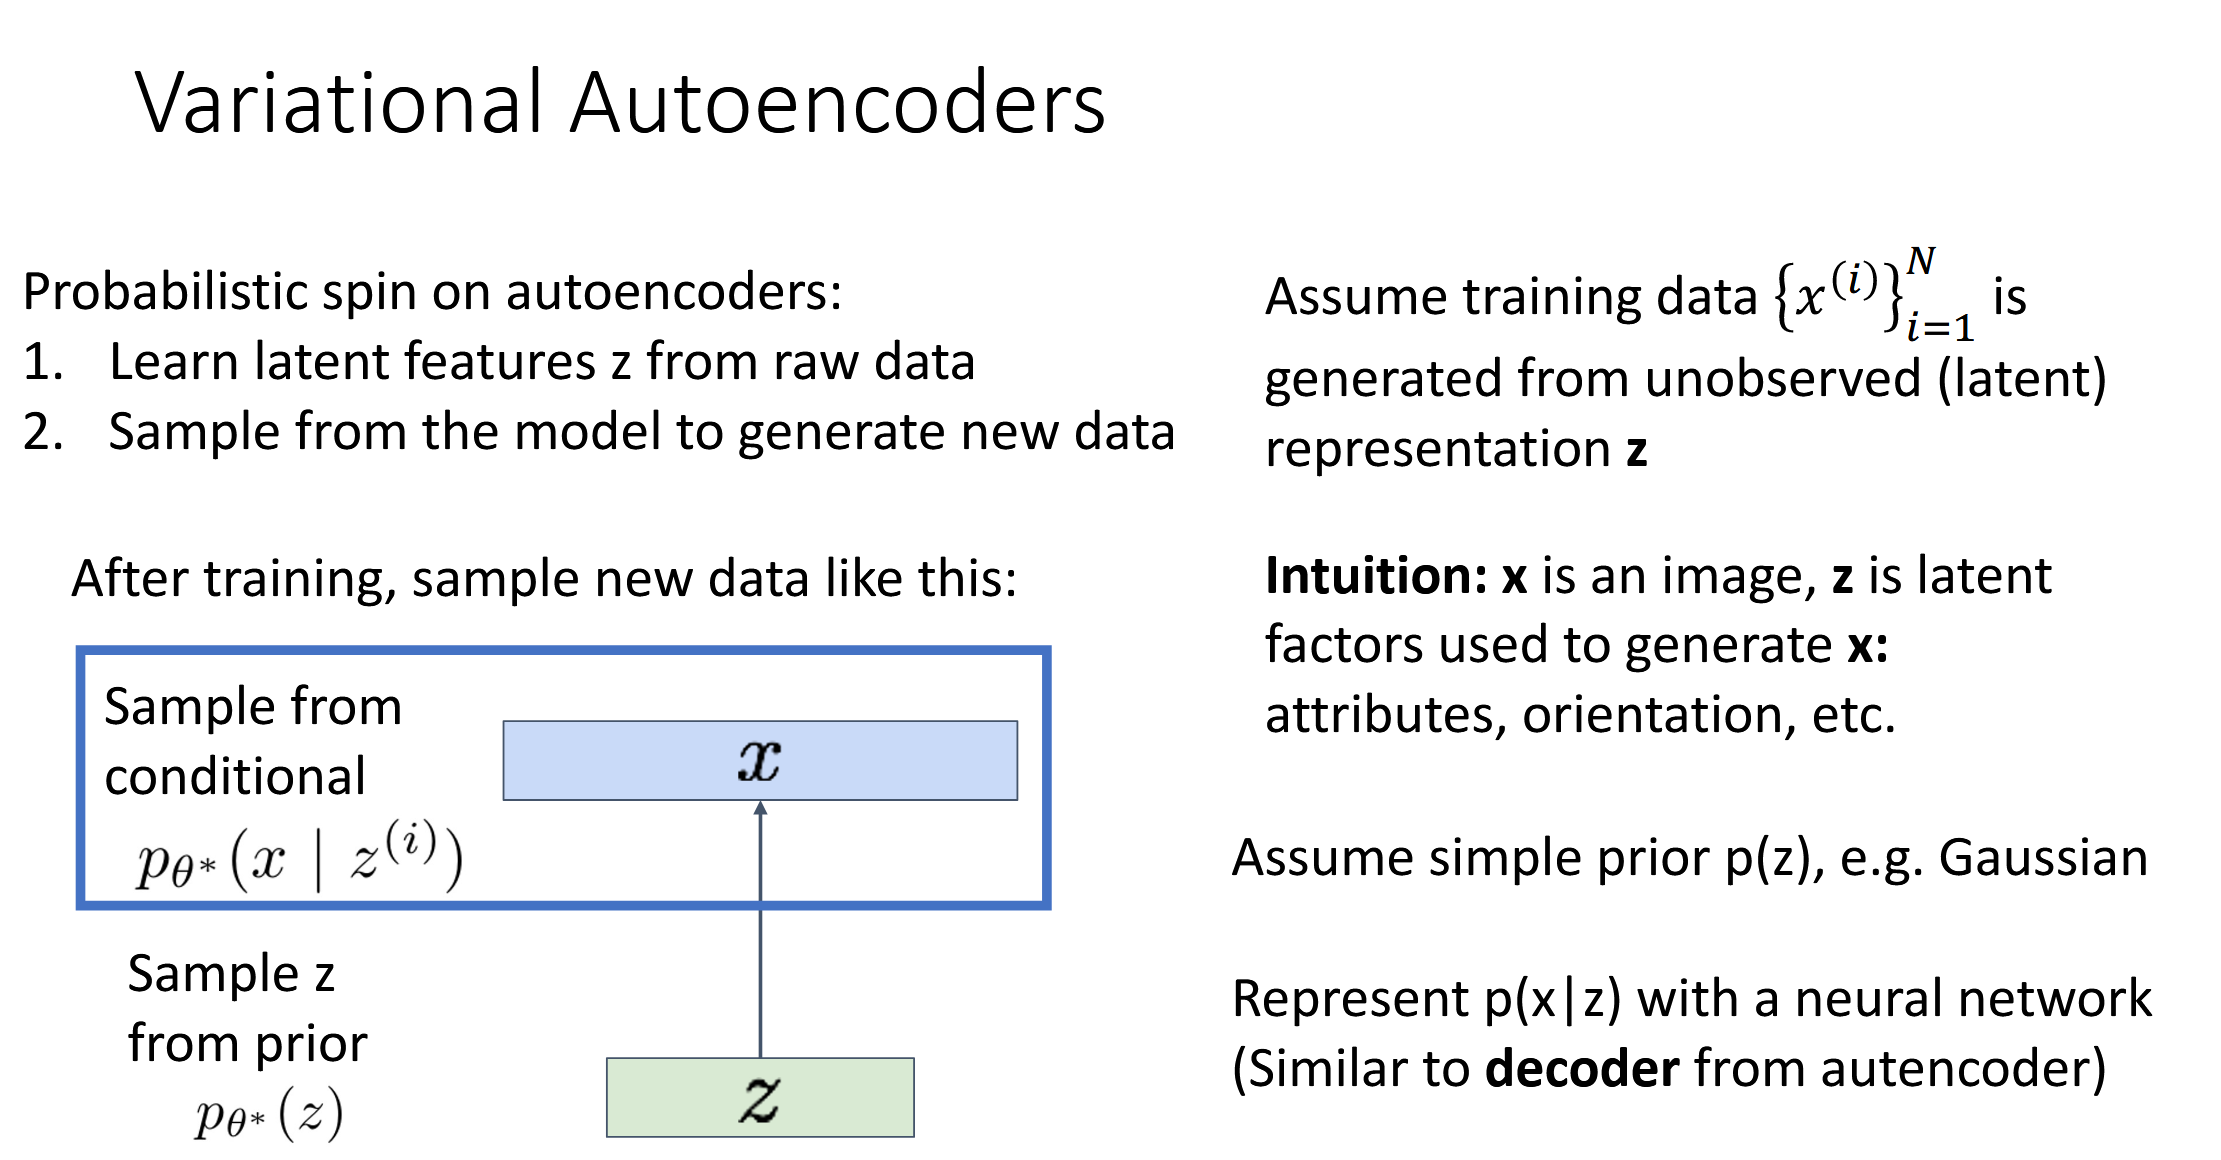 Variational Autoencoders
Probabilistic spin on autoencoders:
1. Learn latent features z from raw data
2. Sample from the model to generate new data
After training, sample new data like this:
Sample from
conditional
p_{θ*}(x | z^{(i)})
x
Sample z
from prior
p_{θ*}(z)
z
Assume training data {x^{(i)}}_{i=1}^{N} is
generated from unobserved (latent)
representation z
Intuition: x is an image, z is latent
factors used to generate x:
attributes, orientation, etc.
Assume simple prior p(z), e.g. Gaussian
Represent p(x|z) with a neural network
(Similar to decoder from autencoder)